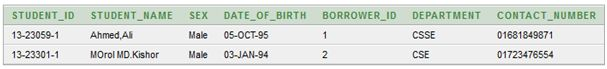 STUDENT_ID STUDENT_NAME SEX DATE_OF_BIRTH BORROWER_ID DEPARTMENT CONTACT_NUMBER
13-23059-1 Ahmed,Ali Male 05-OCT-95 1 CSSE 01681849871
13-23301-1 MOrol MD.Kishor Male 03-JAN-94 2 CSE 01723476554